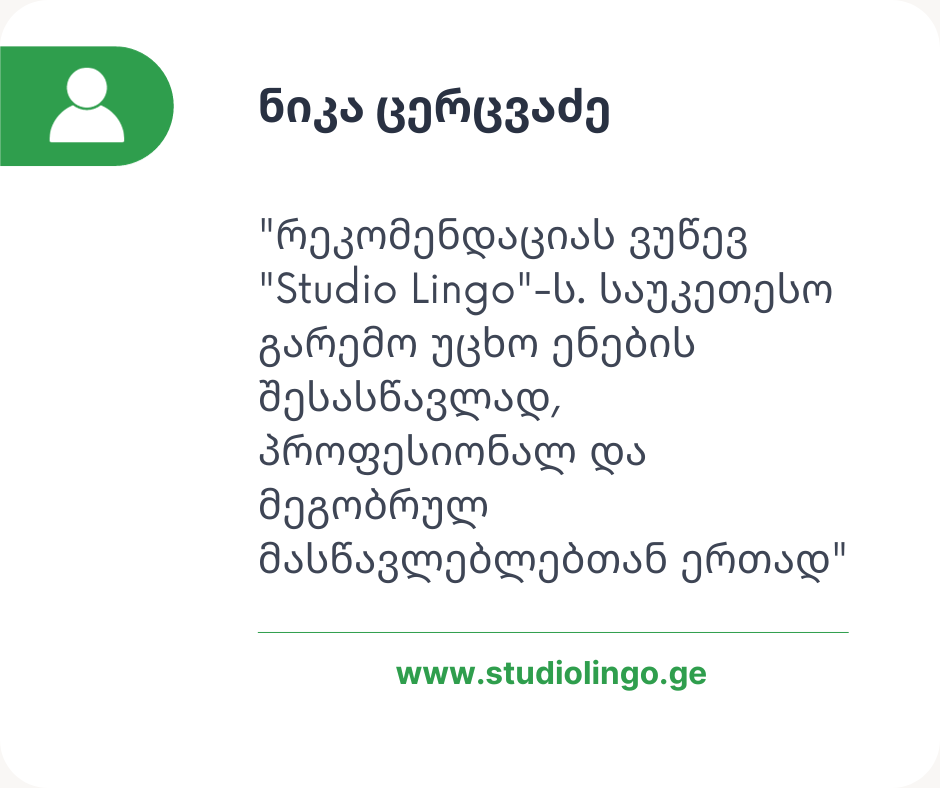 ნიკა ცერცვაძე
"რეკომენდაციას ვუწევ
"Studio Lingo"-ს. საუკეთესო
გარემო უცხო ენების
შესასწავლად,
პროფესიონალ და
მეგობრულ
მასწავლებლებთან ერთად"
www.studiolingo.ge